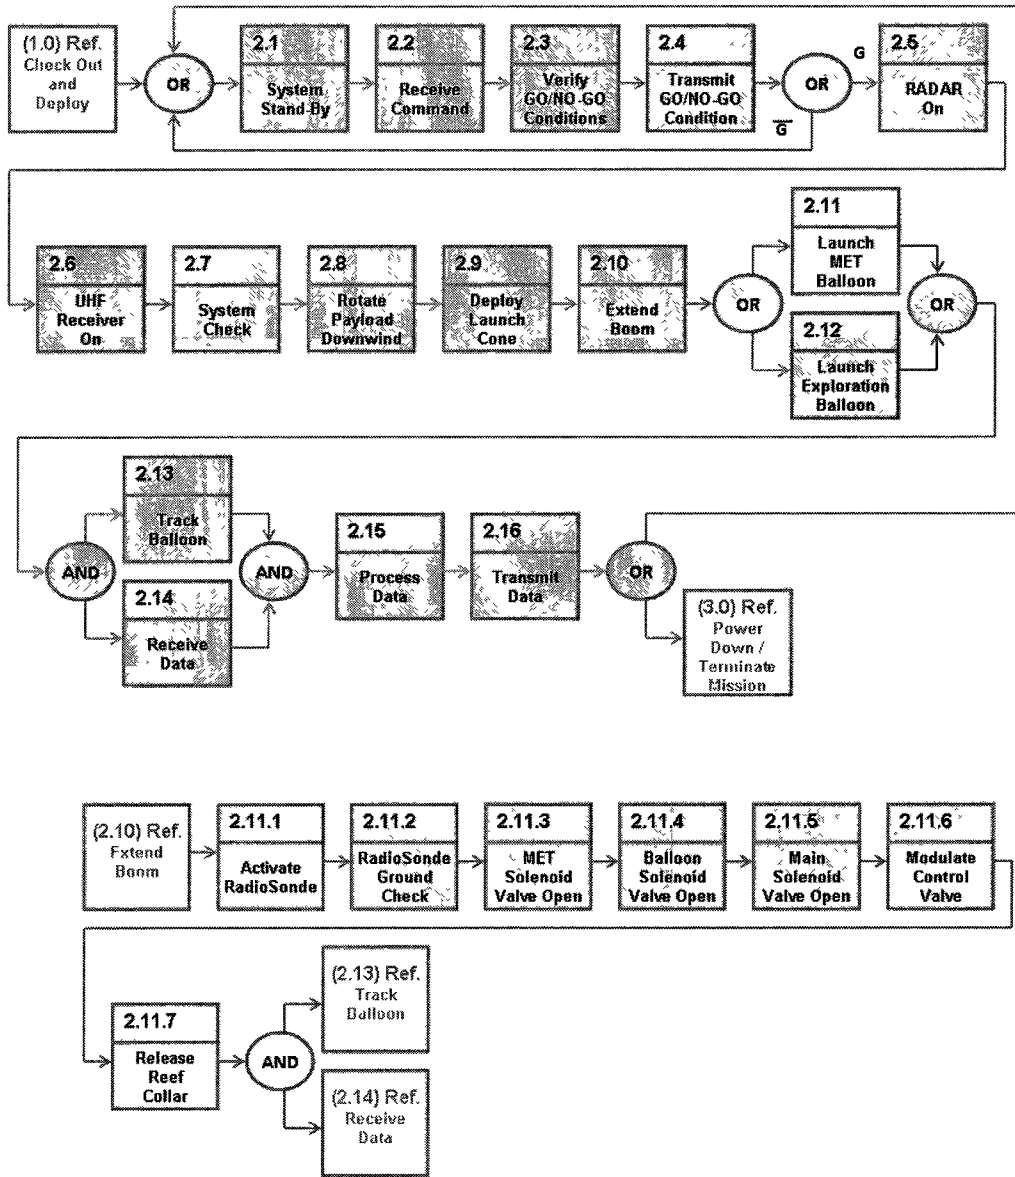 (1.0) Ref.
Check Out
and
Deploy
OR
2.1
System
Stand-By
2.2
Receive
Command
2.3
Verify
GO/NO-GO
Conditions
2.4
Transmit
GO/NO-GO
Condition
OR
G
G̅
2.5
RADAR
On
2.6
UHF
Receiver
On
2.7
System
Check
2.8
Rotate
Payload
Downwind
2.9
Deploy
Launch
Cone
2.10
Extend
Boom
OR
2.11
Launch
MET
Balloon
2.12
Launch
Exploration
Balloon
OR
AND
2.13
Track
Balloon
2.14
Receive
Data
AND
2.15
Process
Data
2.16
Transmit
Data
OR
(3.0) Ref.
Power
Down /
Terminate
Mission
(2.10) Ref.
Extend
Boom
2.11.1
Activate
RadioSonde
2.11.2
RadioSonde
Ground
Check
2.11.3
MET
Solenoid
Valve Open
2.11.4
Balloon
Solenoid
Valve Open
2.11.5
Main
Solenoid
Valve Open
2.11.6
Modulate
Control
Valve
2.11.7
Release
Reef
Collar
AND
(2.13) Ref.
Track
Balloon
(2.14) Ref.
Receive
Data